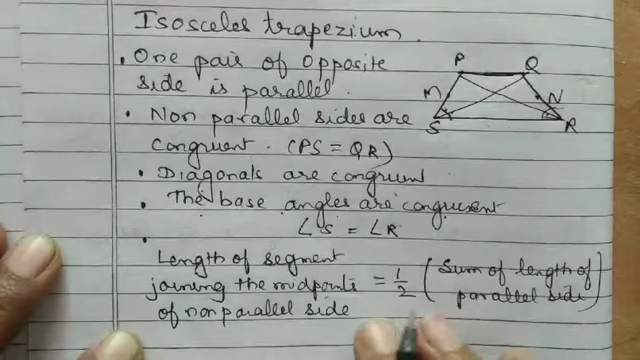 Isosceles trapezium.
• One pair of opposite
side is parallel.
• Non parallel sides are
congruent. (PS = QR)
• Diagonals are congruent
• The base angles are congruent
∠S = ∠R
•
Length of segment
joining the midpoints = 1/2 (Sum of length of
parallel side)
of non parallel side
P Q
M N
S R